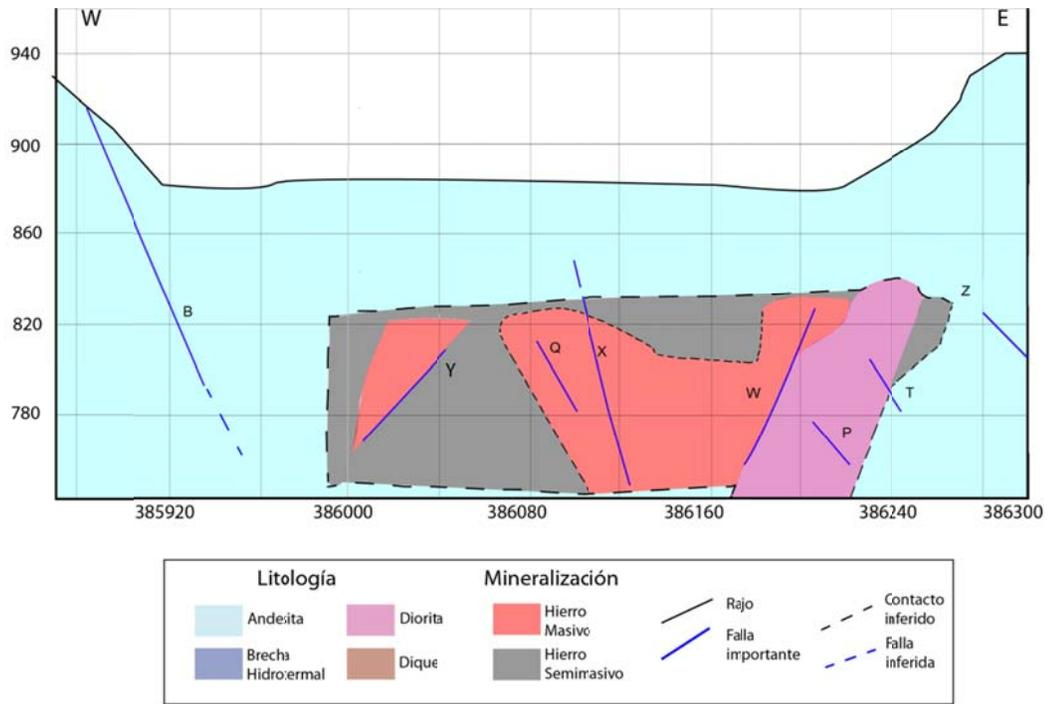 W
E
940
900
860
820
780
B
Y
Q
X
W
P
T
Z
385920
386000
386080
386160
386240
386300
Litología
Mineralización
Andesita
Diorita
Hierro
Masivo
Rajo
Contacto
inferido
Brecha
Hidrotermal
Dique
Hierro
Semimasivo
Falla
importante
Falla
inferida